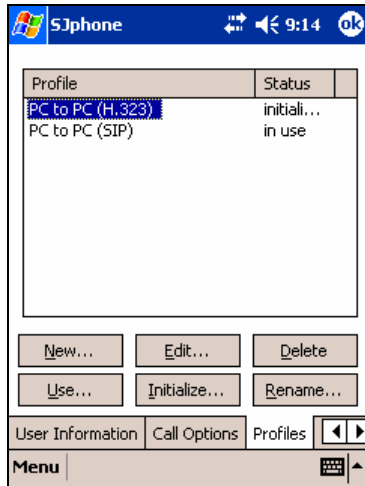 SJphone 9:14 ok
Profile Status
PC to PC (H.323) initiali...
PC to PC (SIP) in use
New... Edit... Delete
Use... Initialize... Rename...
User Information Call Options Profiles
Menu